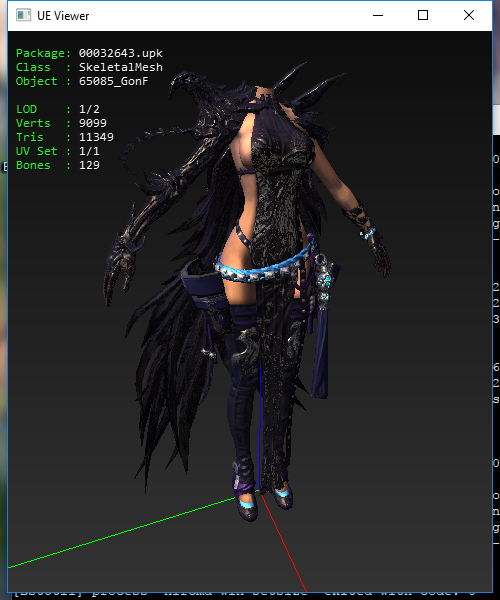 UE Viewer
Package: 00032643.upk
Class : SkeletalMesh
Object : 65085_GonF
LOD : 1/2
Verts : 9099
Tris : 11349
UV Set : 1/1
Bones : 129